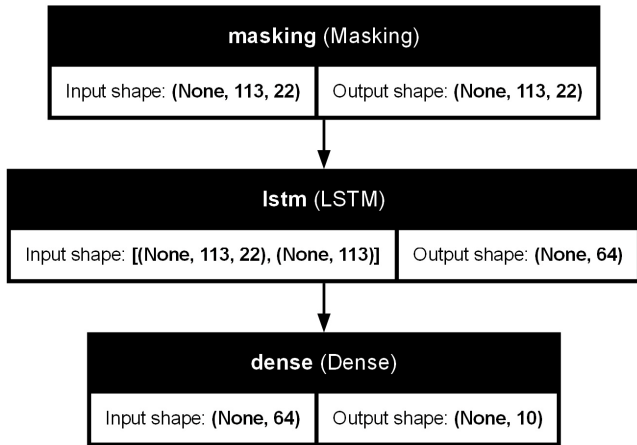 masking (Masking)
Input shape: (None, 113, 22)
Output shape: (None, 113, 22)
lstm (LSTM)
Input shape: [(None, 113, 22), (None, 113)]
Output shape: (None, 64)
dense (Dense)
Input shape: (None, 64)
Output shape: (None, 10)